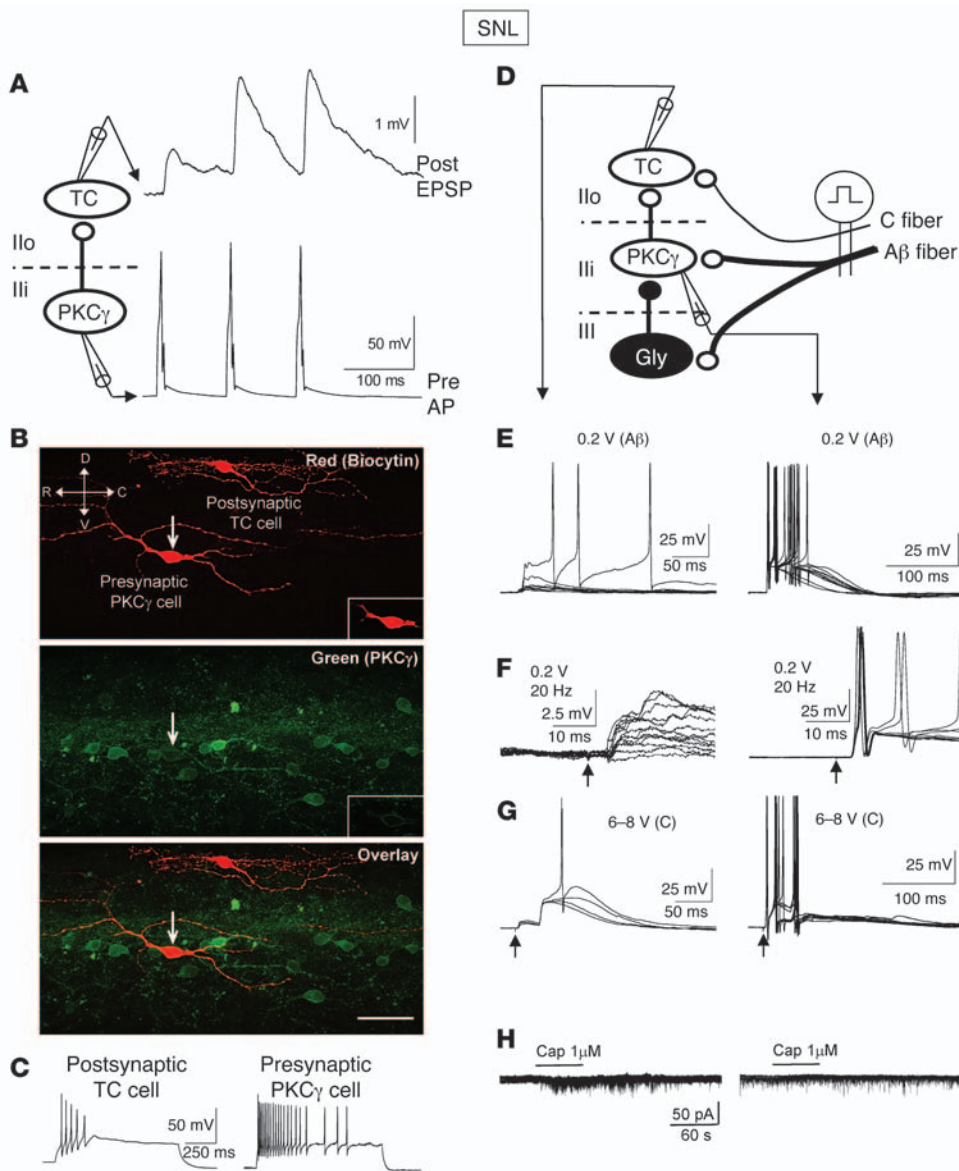 SNL
A
1 mV
Post
EPSP
TC
IIo
IIi
PKCγ
50 mV
100 ms
Pre
AP
B
Red (Biocytin)
D
R
C
V
Postsynaptic
TC cell
Presynaptic
PKCγ cell
Green (PKCγ)
Overlay
C
Postsynaptic
TC cell
50 mV
250 ms
Presynaptic
PKCγ cell
D
TC
IIo
C fiber
Aβ fiber
PKCγ
IIi
III
Gly
E
0.2 V (Aβ)
25 mV
50 ms
0.2 V (Aβ)
25 mV
100 ms
F
0.2 V
20 Hz
2.5 mV
10 ms
0.2 V
20 Hz
25 mV
10 ms
G
6–8 V (C)
25 mV
50 ms
6–8 V (C)
25 mV
100 ms
H
Cap 1μM
50 pA
60 s
Cap 1μM